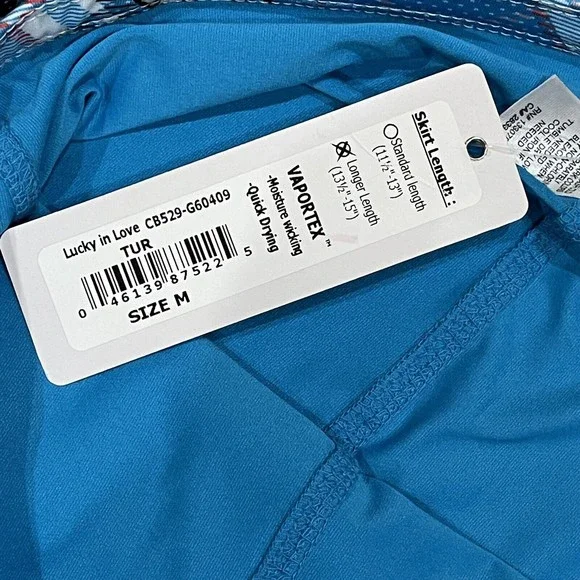 Skirt Length.:
Standard length
(11½"-13")
Longer Length
(13½"-15")
VAPORTEX™
-Moisture wicking
-Quick Drying
Lucky in Love CB529-G60409
TUR
0 46139 87522 5
SIZE M